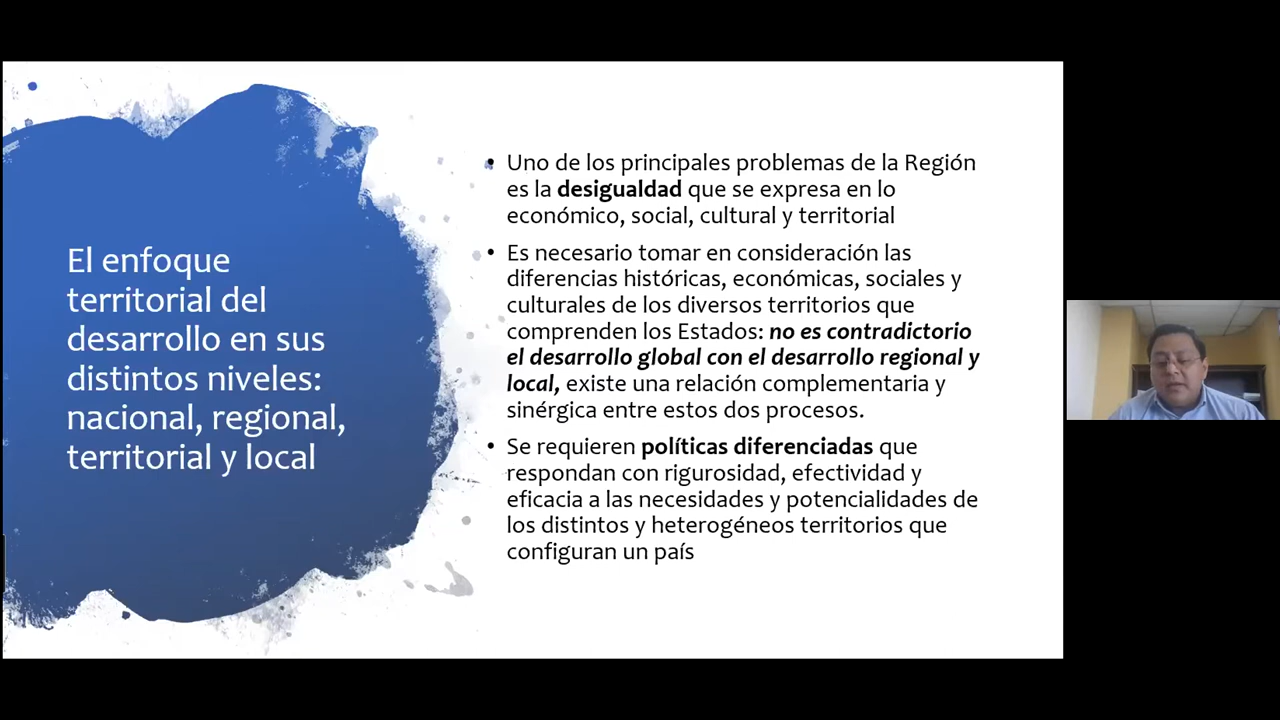 El enfoque
territorial del
desarrollo en sus
distintos niveles:
nacional, regional,
territorial y local
• Uno de los principales problemas de la Región
es la desigualdad que se expresa en lo
económico, social, cultural y territorial
• Es necesario tomar en consideración las
diferencias históricas, económicas, sociales y
culturales de los diversos territorios que
comprenden los Estados: no es contradictorio
el desarrollo global con el desarrollo regional y
local, existe una relación complementaria y
sinérgica entre estos dos procesos.
• Se requieren políticas diferenciadas que
respondan con rigurosidad, efectividad y
eficacia a las necesidades y potencialidades de
los distintos y heterogéneos territorios que
configuran un país